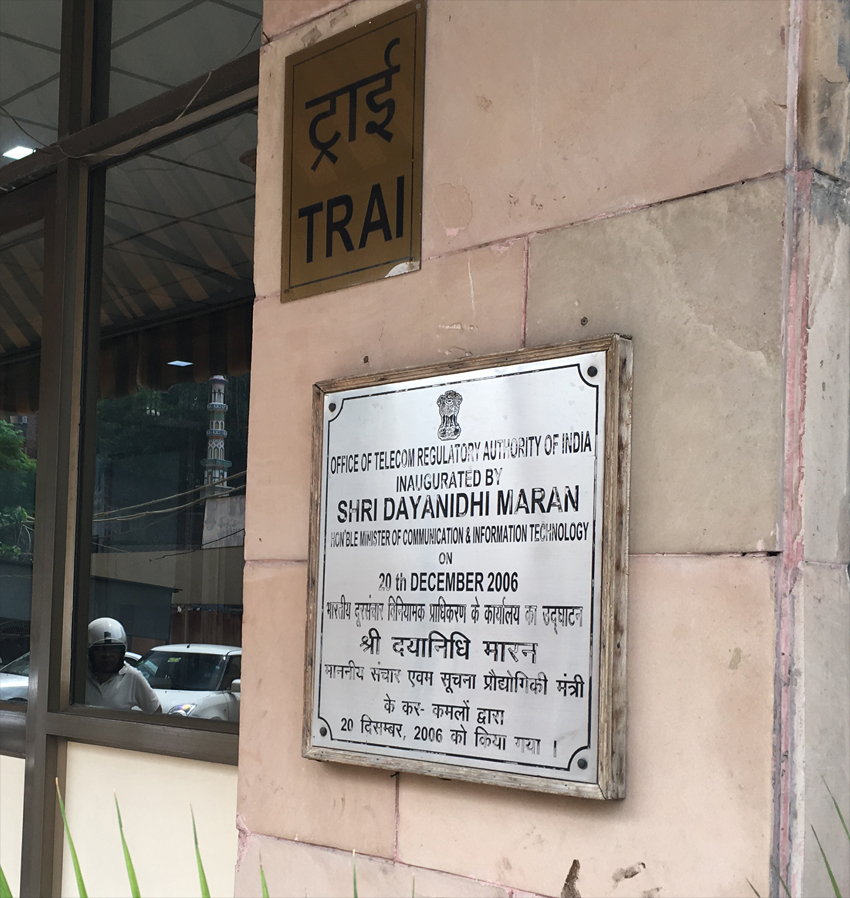 ट्राई
TRAI
OFFICE OF TELECOM REGULATORY AUTHORITY OF INDIA
INAUGURATED BY
SHRI DAYANIDHI MARAN
HON'BLE MINISTER OF COMMUNICATION & INFORMATION TECHNOLOGY
ON
20 th DECEMBER 2006
भारतीय दूरसंचार विनियामक प्राधिकरण के कार्यालय का उद्घाटन
श्री दयानिधि मारन
माननीय संचार एवम सूचना प्रौद्योगिकी मंत्री
के कर- कमलों द्वारा
20 दिसम्बर, 2006 को किया गया ।